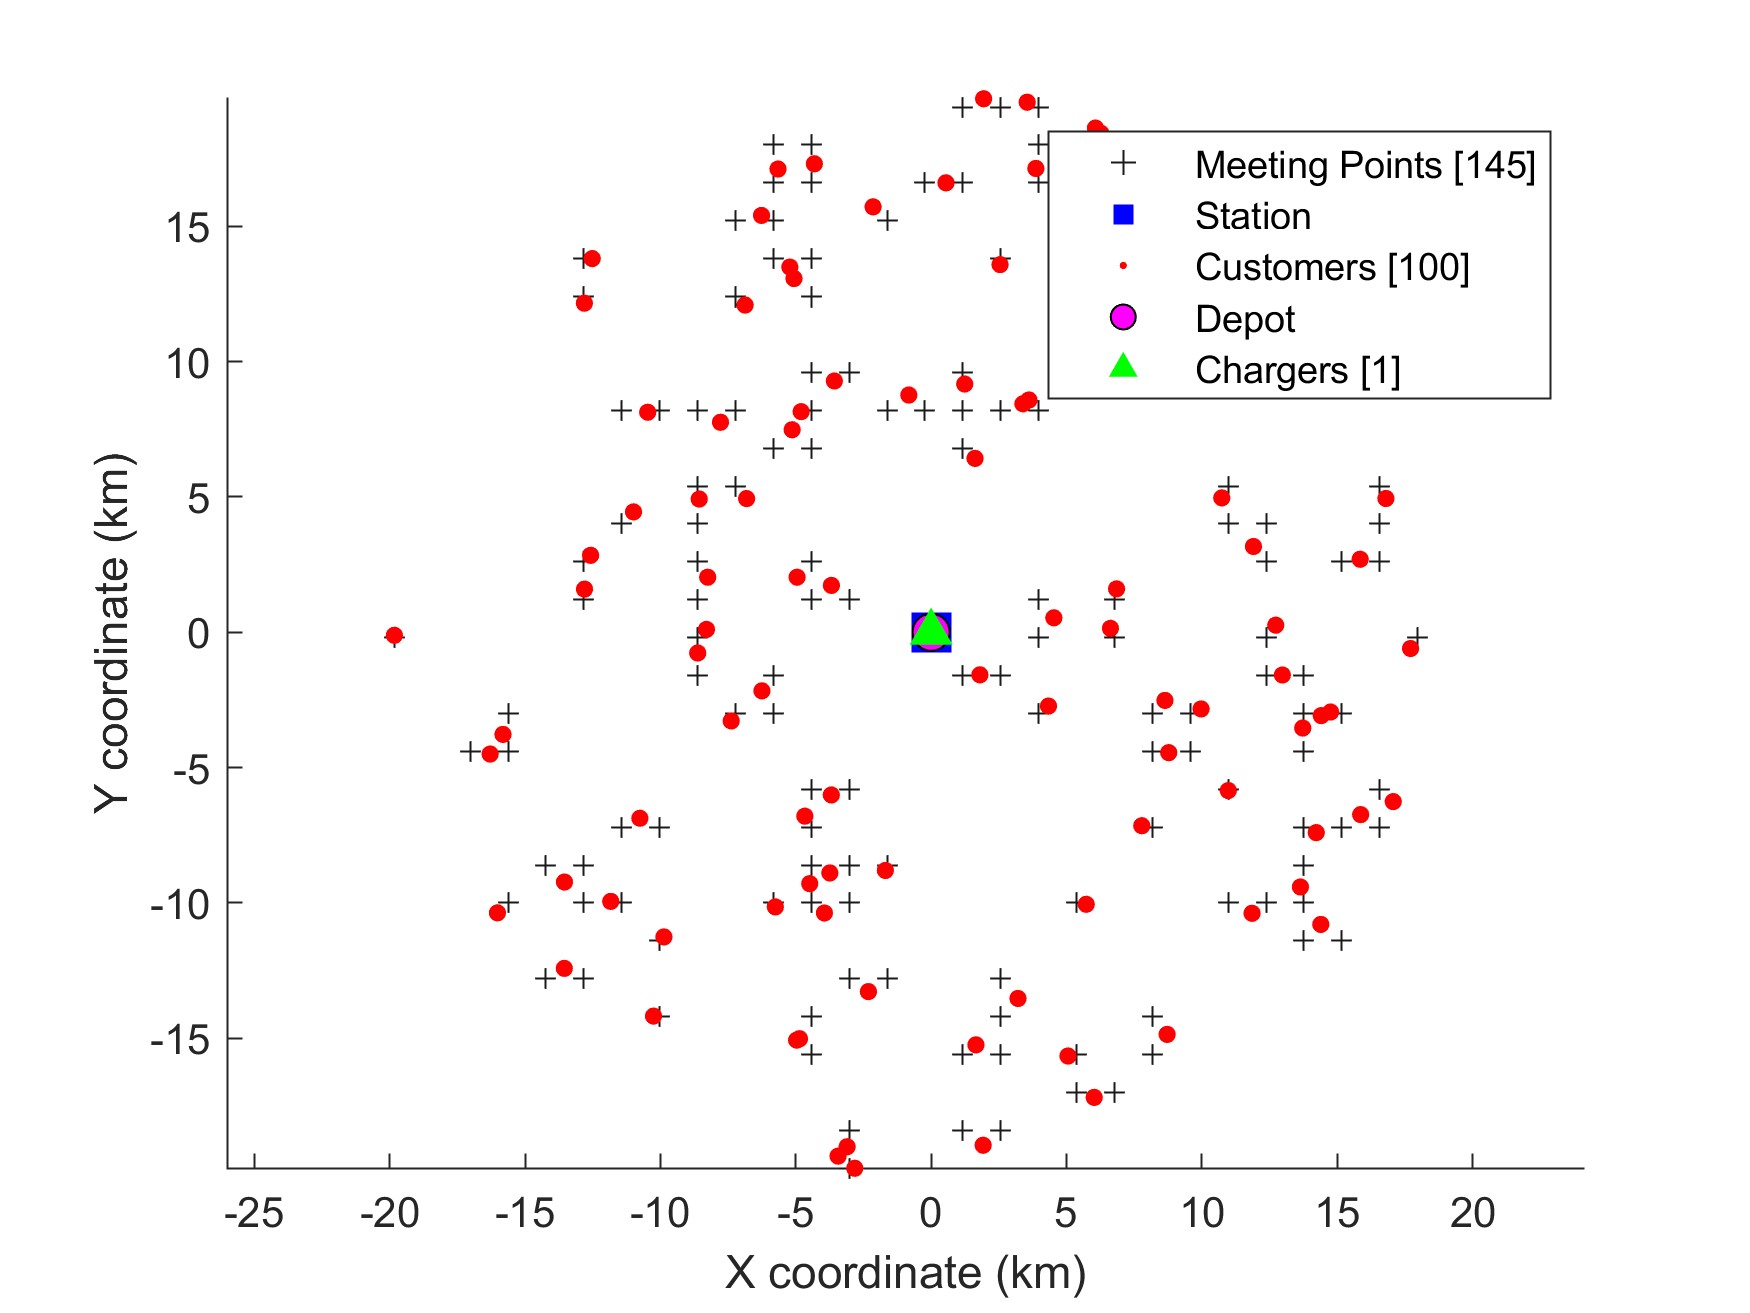 Meeting Points [145]
Station
Customers [100]
Depot
Chargers [1]
15
10
5
0
-5
-10
-15
Y coordinate (km)
-25 -20 -15 -10 -5 0 5 10 15 20
X coordinate (km)